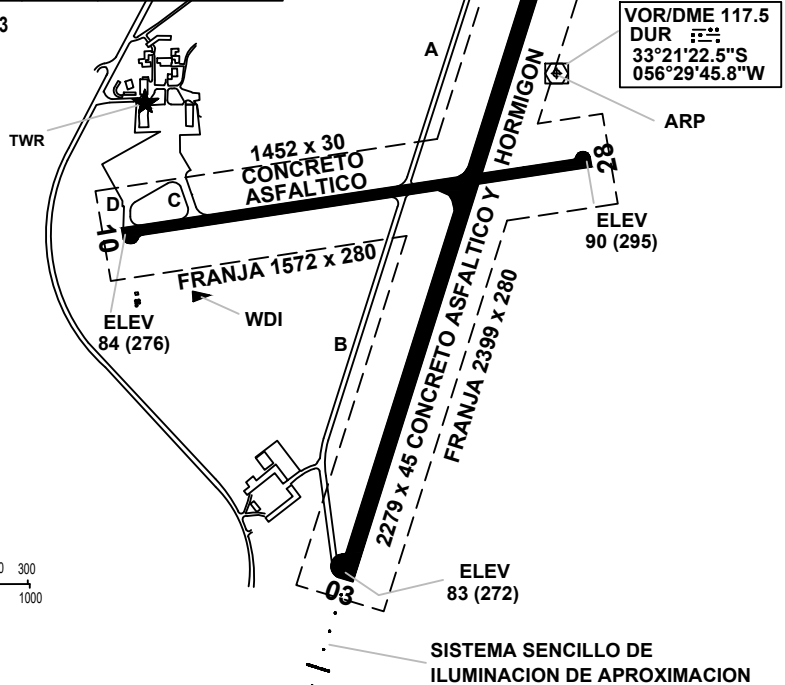 3
VOR/DME 117.5
DUR
33°21'22.5"S
056°29'45.8"W
A
ARP
TWR
1452 x 30
CONCRETO
ASFALTICO
28
D
C
10
ELEV
90 (295)
FRANJA 1572 x 280
WDI
ELEV
84 (276)
B
2279 x 45 CONCRETO ASFALTICO Y HORMIGON
FRANJA 2399 x 280
300
1000
ELEV
83 (272)
03
SISTEMA SENCILLO DE
ILUMINACION DE APROXIMACION